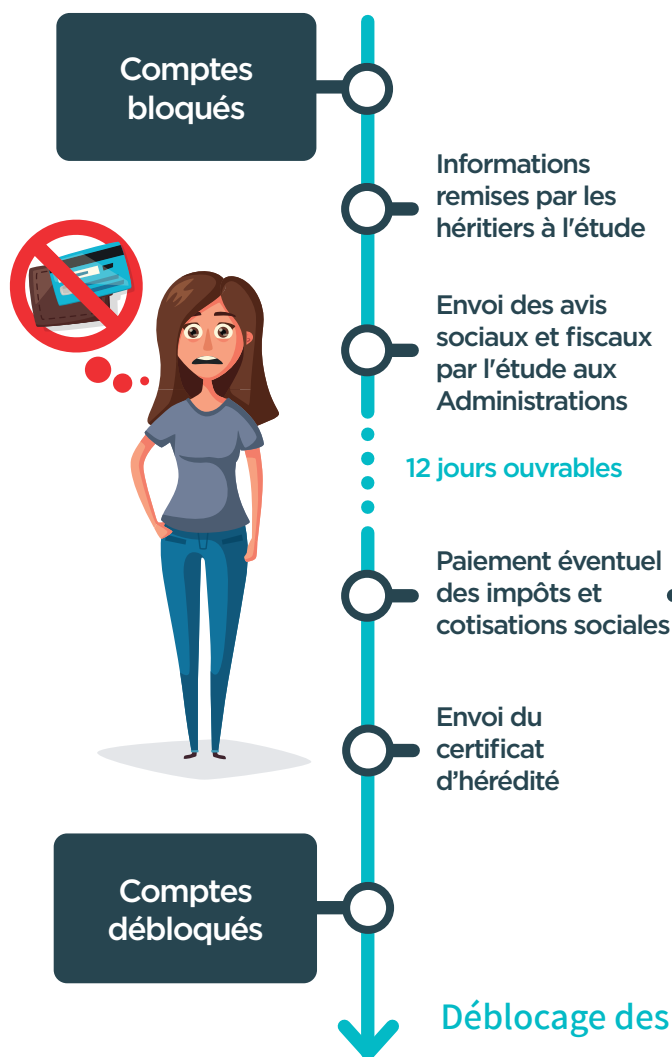 Comptes
bloqués
Informations
remises par les
héritiers à l'étude
Envoi des avis
sociaux et fiscaux
par l'étude aux
Administrations
12 jours ouvrables
Paiement éventuel
des impôts et
cotisations sociales
Envoi du
certificat
d’hérédité
Comptes
débloqués
Déblocage des